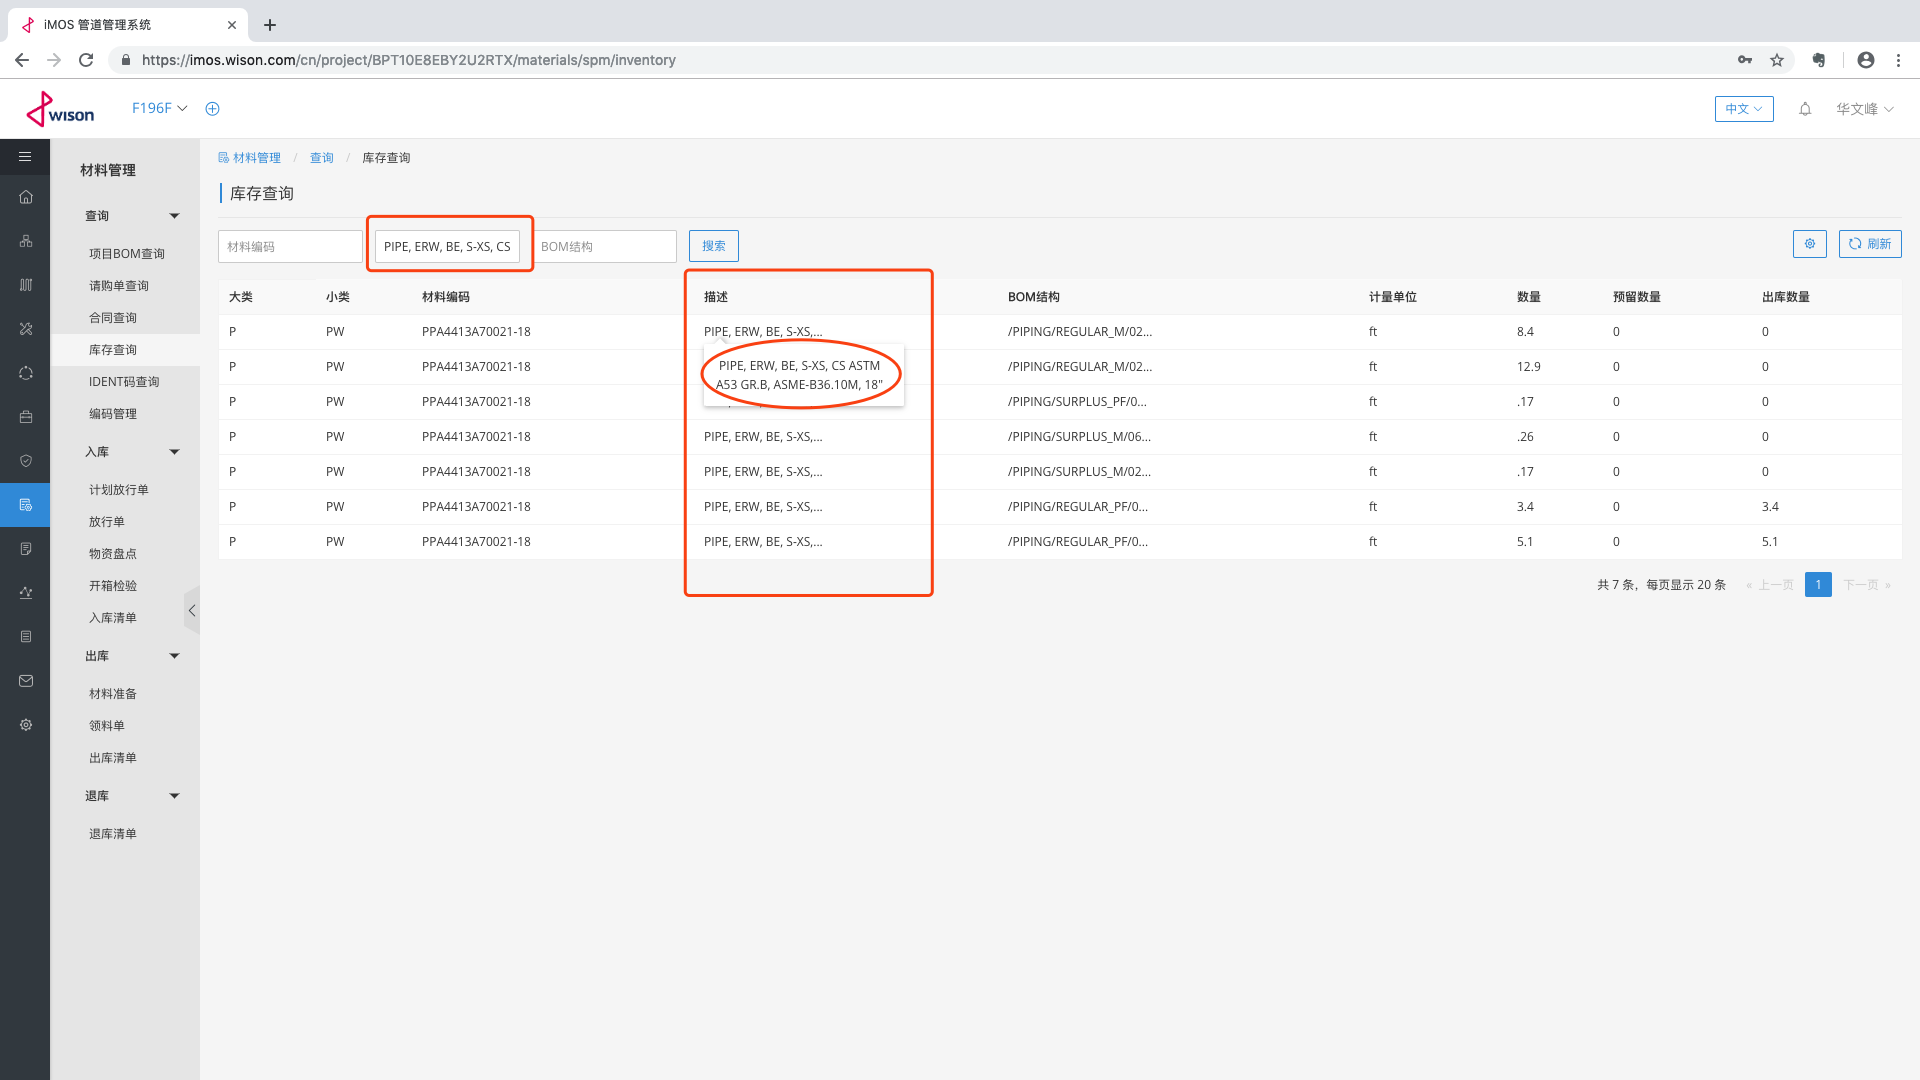 iMOS 管道管理系统
https://imos.wison.com/cn/project/BPT10E8EBY2U2RTX/materials/spm/inventory
wison
F196F
中文
华文峰
材料管理
查询
项目BOM查询
请购单查询
合同查询
库存查询
IDENT码查询
编码管理
入库
计划放行单
放行单
物资盘点
开箱检验
入库清单
出库
材料准备
领料单
出库清单
退库
退库清单
材料管理 / 查询 / 库存查询
库存查询
材料编码 PIPE, ERW, BE, S-XS, CS BOM结构 搜索 刷新
大类 小类 材料编码 描述 BOM结构 计量单位 数量 预留数量 出库数量
P PW PPA4413A70021-18 PIPE, ERW, BE, S-XS,... /PIPING/REGULAR_M/02... ft 8.4 0 0
P PW PPA4413A70021-18 /PIPING/REGULAR_M/02... ft 12.9 0 0
PIPE, ERW, BE, S-XS, CS ASTM
A53 GR.B, ASME-B36.10M, 18"
P PW PPA4413A70021-18 /PIPING/SURPLUS_PF/0... ft .17 0 0
P PW PPA4413A70021-18 PIPE, ERW, BE, S-XS,... /PIPING/SURPLUS_M/06... ft .26 0 0
P PW PPA4413A70021-18 PIPE, ERW, BE, S-XS,... /PIPING/SURPLUS_M/02... ft .17 0 0
P PW PPA4413A70021-18 PIPE, ERW, BE, S-XS,... /PIPING/REGULAR_PF/0... ft 3.4 0 3.4
P PW PPA4413A70021-18 PIPE, ERW, BE, S-XS,... /PIPING/REGULAR_PF/0... ft 5.1 0 5.1
共 7 条，每页显示 20 条 « 上一页 1 下一页 »